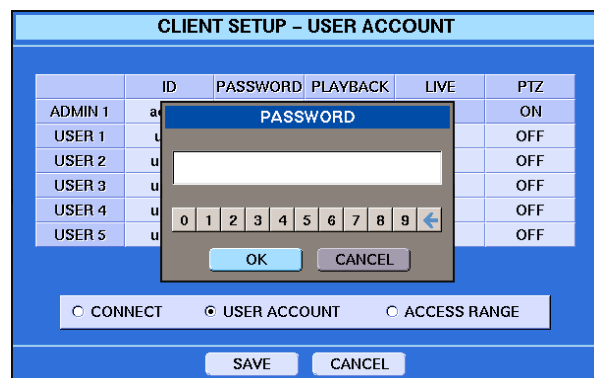 CLIENT SETUP – USER ACCOUNT
ID PASSWORD PLAYBACK LIVE PTZ
ADMIN 1 ON
USER 1 OFF
USER 2 OFF
USER 3 OFF
USER 4 OFF
USER 5 OFF
PASSWORD
0 1 2 3 4 5 6 7 8 9
OK CANCEL
CONNECT USER ACCOUNT ACCESS RANGE
SAVE CANCEL